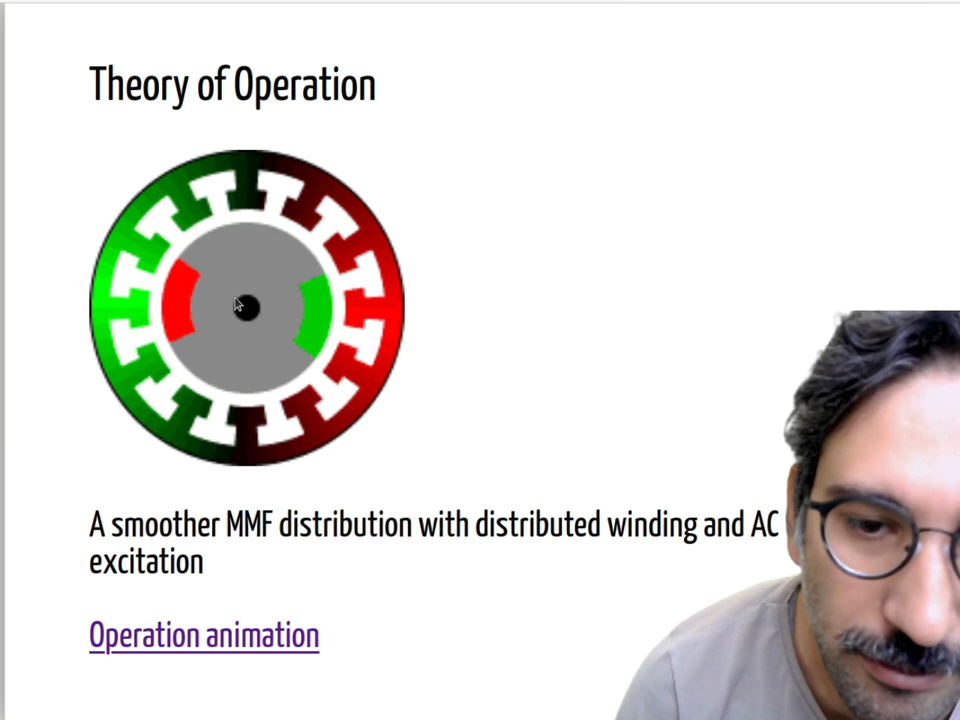 Theory of Operation
A smoother MMF distribution with distributed winding and AC
excitation
Operation animation